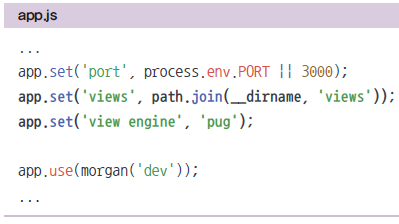 app.js
...
app.set('port', process.env.PORT || 3000);
app.set('views', path.join(__dirname, 'views'));
app.set('view engine', 'pug');
app.use(morgan('dev'));
...